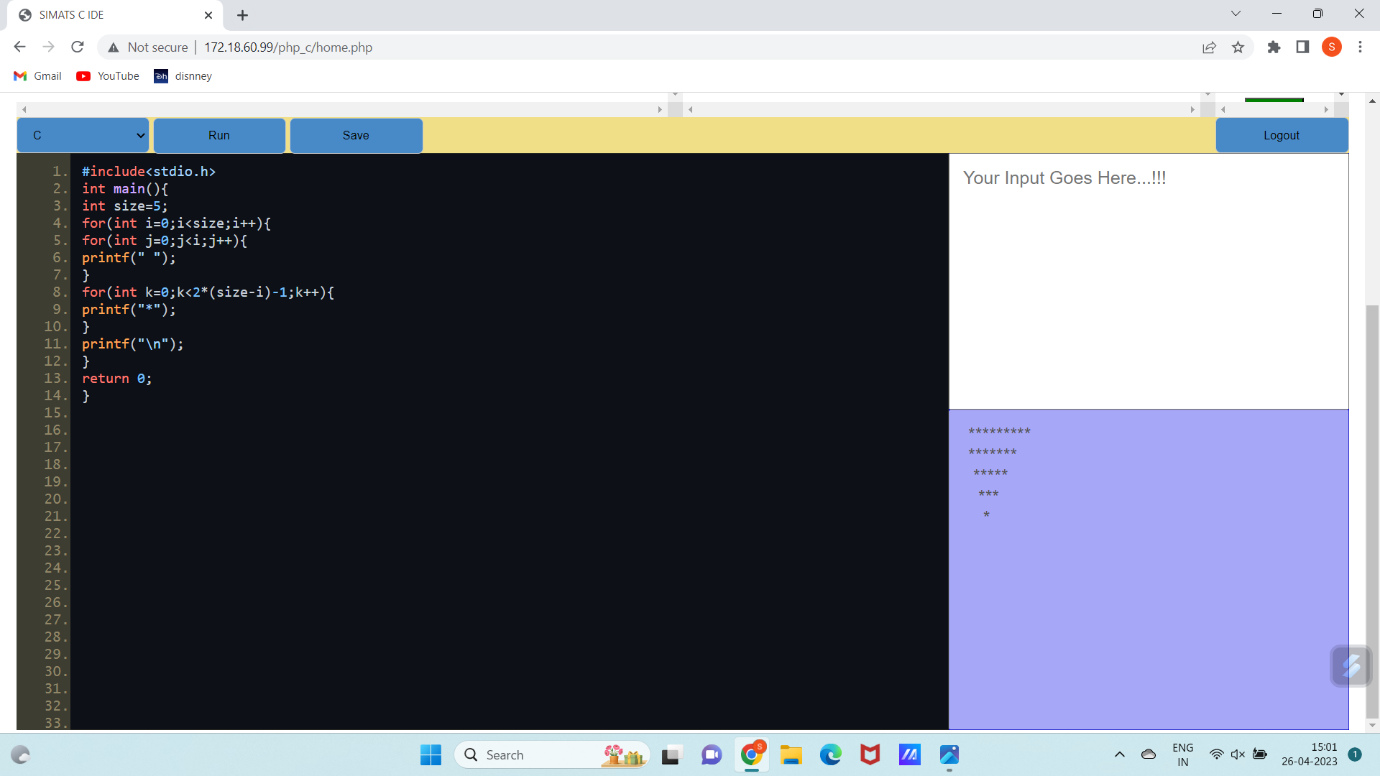 SIMATS C IDE
Not secure 172.18.60.99/php_c/home.php
S
Gmail YouTube disnney
C Run Save Logout
1. #include<stdio.h>
2. int main(){
3. int size=5;
4. for(int i=0;i<size;i++){
5. for(int j=0;j<i;j++){
6. printf(" ");
7. }
8. for(int k=0;k<2*(size-i)-1;k++){
9. printf("*");
10. }
11. printf("\n");
12. }
13. return 0;
14. }
15.
16.
17.
18.
19.
20.
21.
22.
23.
24.
25.
26.
27.
28.
29.
30.
31.
32.
33.
Your Input Goes Here...!!!
*********
*******
*****
***
*
Search
S
ENG
IN
15:01
26-04-2023
1